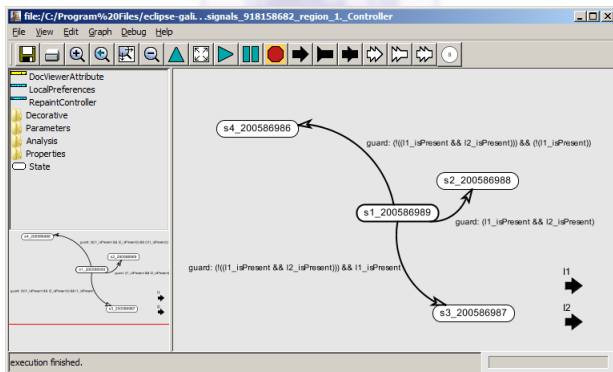 file:/C:/Program%20Files/eclipse-gali. . .signals_918158682_region_1._Controller
File View Edit Graph Debug Help
DocViewerAttribute
LocalPreferences
RepaintController
Decorative
Parameters
Analysis
Properties
State
s4_200586986
guard: (!((I1_isPresent && I2_isPresent))) && (!(I1_isPresent))
s2_200586988
s1_200586989
guard: (I1_isPresent && I2_isPresent)
guard: (!((I1_isPresent && I2_isPresent))) && I1_isPresent
I1
s3_200586987
I2
execution finished.